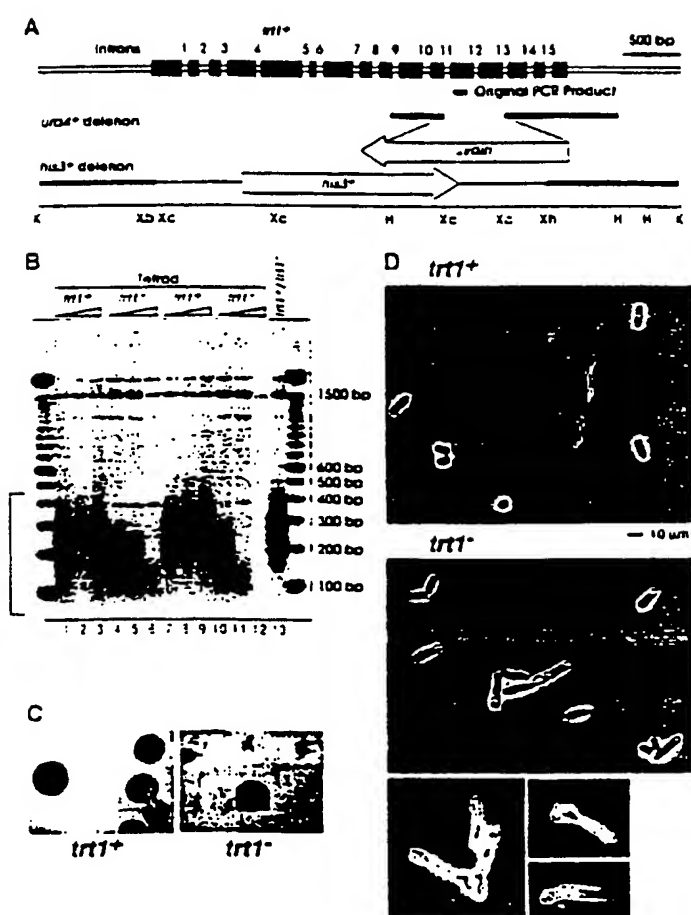 A
trt1+
Introns 1 2 3 4 5 6 7 8 9 10 11 12 13 14 15 500 bp
Original PCR Product
ura4+ deletion
his3+ deletion
his3+
K Xb Xc Xc H Xc Xc Xh H H K
B
Tetrad
trt1+ trt1- trt1+ trt1- trt1+/trt1-
1500 bp
600 bp
500 bp
400 bp
300 bp
200 bp
100 bp
1 2 3 4 5 6 7 8 9 10 11 12 13
C
trt1+ trt1-
D trt1+
10 µm
trt1-